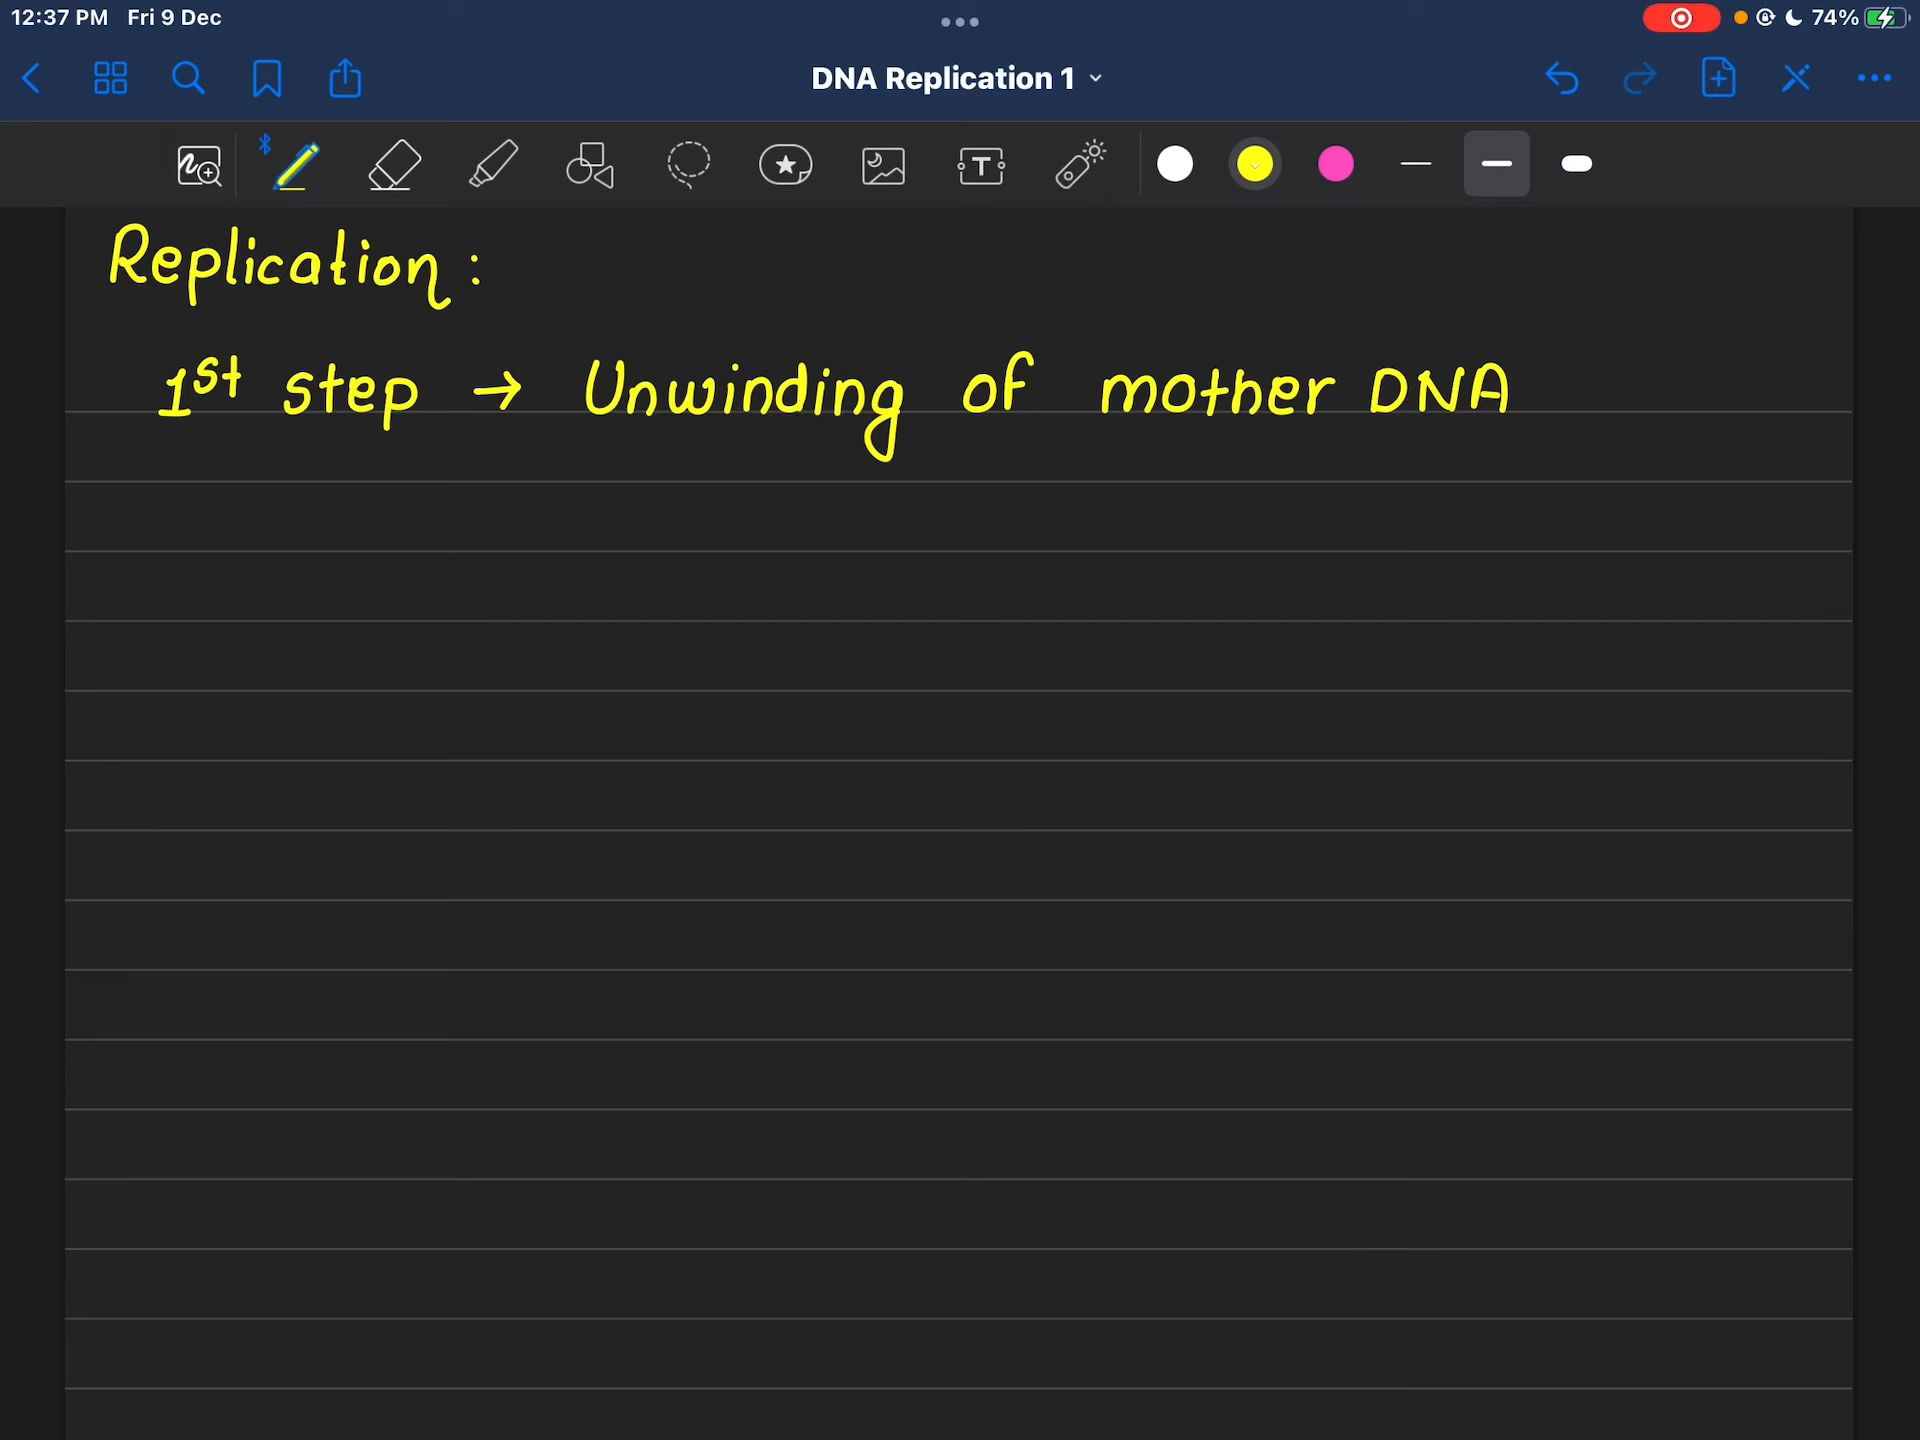 12:37 PM Fri 9 Dec
74%
DNA Replication 1
Replication :
1st step → Unwinding of mother DNA